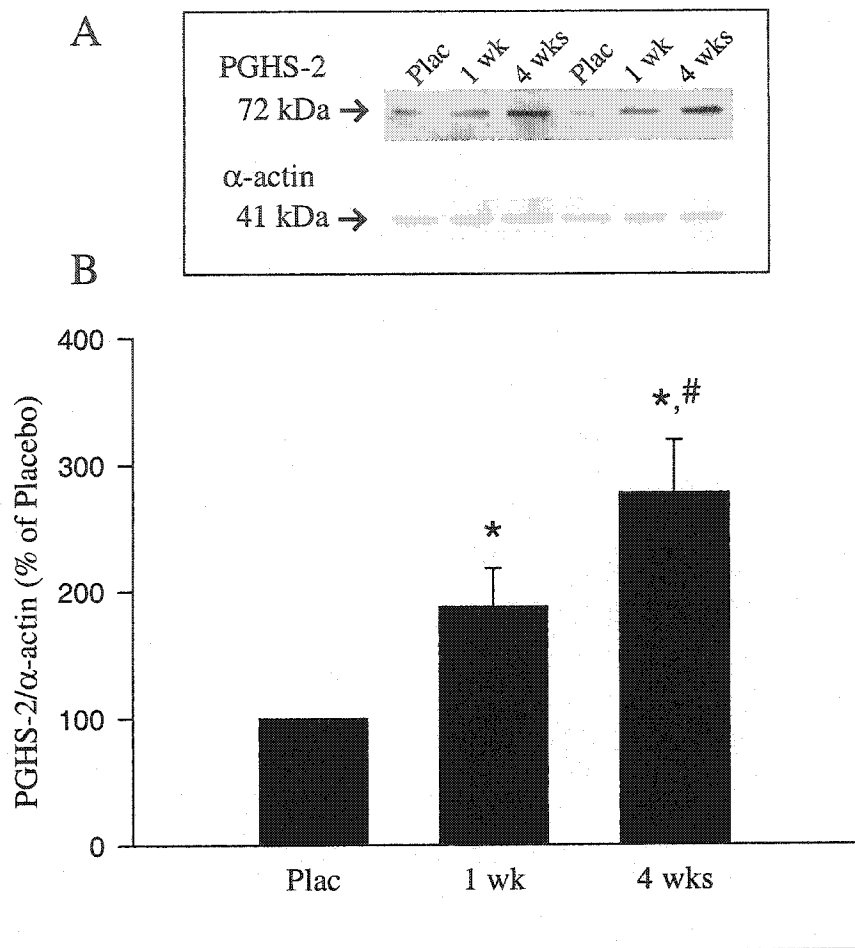 A
PGHS-2
Plac 1 wk 4 wks Plac 1 wk 4 wks
72 kDa →
α-actin
41 kDa →
B
400
300
200
100
0
PGHS-2/α-actin (% of Placebo)
*
*,#
Plac 1 wk 4 wks